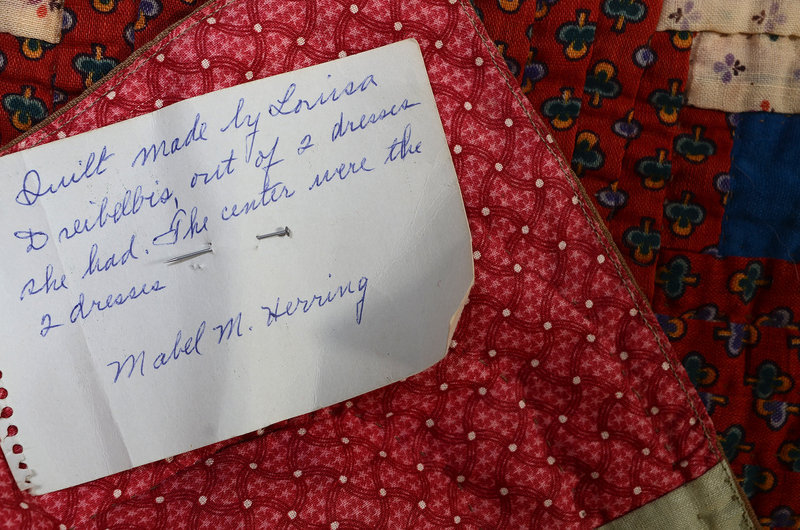 Quilt made by Louisa
Dreibelbis, out of 2 dresses
she had. The center were the
2 dresses
Mabel M. Herring